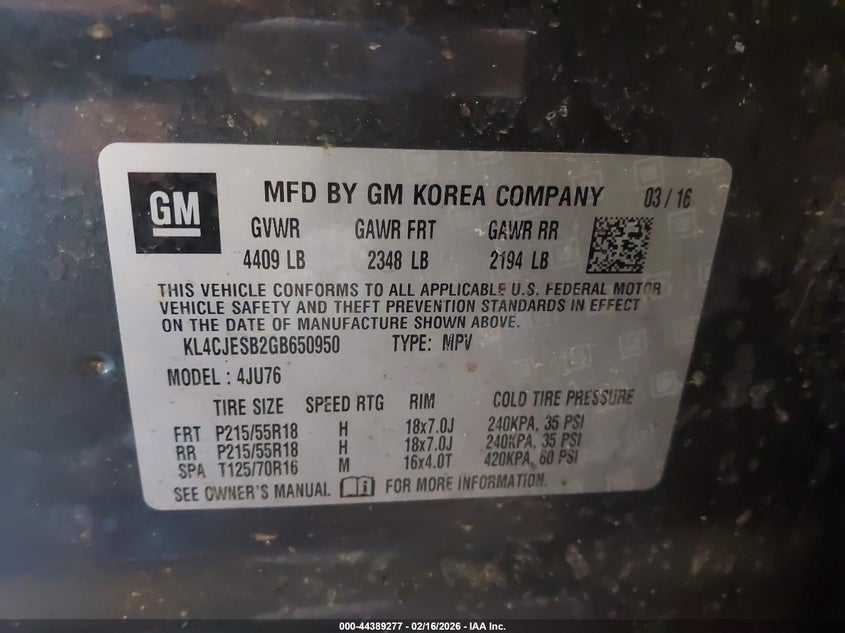 GM MFD BY GM KOREA COMPANY 03 / 16
GVWR GAWR FRT GAWR RR
4409 LB 2348 LB 2194 LB
THIS VEHICLE CONFORMS TO ALL APPLICABLE U.S. FEDERAL MOTOR
VEHICLE SAFETY AND THEFT PREVENTION STANDARDS IN EFFECT
ON THE DATE OF MANUFACTURE SHOWN ABOVE.
KL4CJESB2GB650950 TYPE: MPV
MODEL : 4JU76
TIRE SIZE SPEED RTG RIM COLD TIRE PRESSURE
FRT P215/55R18 H 18x7.0J 240KPA, 35 PSI
RR P215/55R18 H 18x7.0J 240KPA, 35 PSI
SPA T125/70R16 M 16x4.0T 420KPA, 60 PSI
SEE OWNER'S MANUAL FOR MORE INFORMATION.
000-44389277 - 02/16/2026 - IAA Inc.